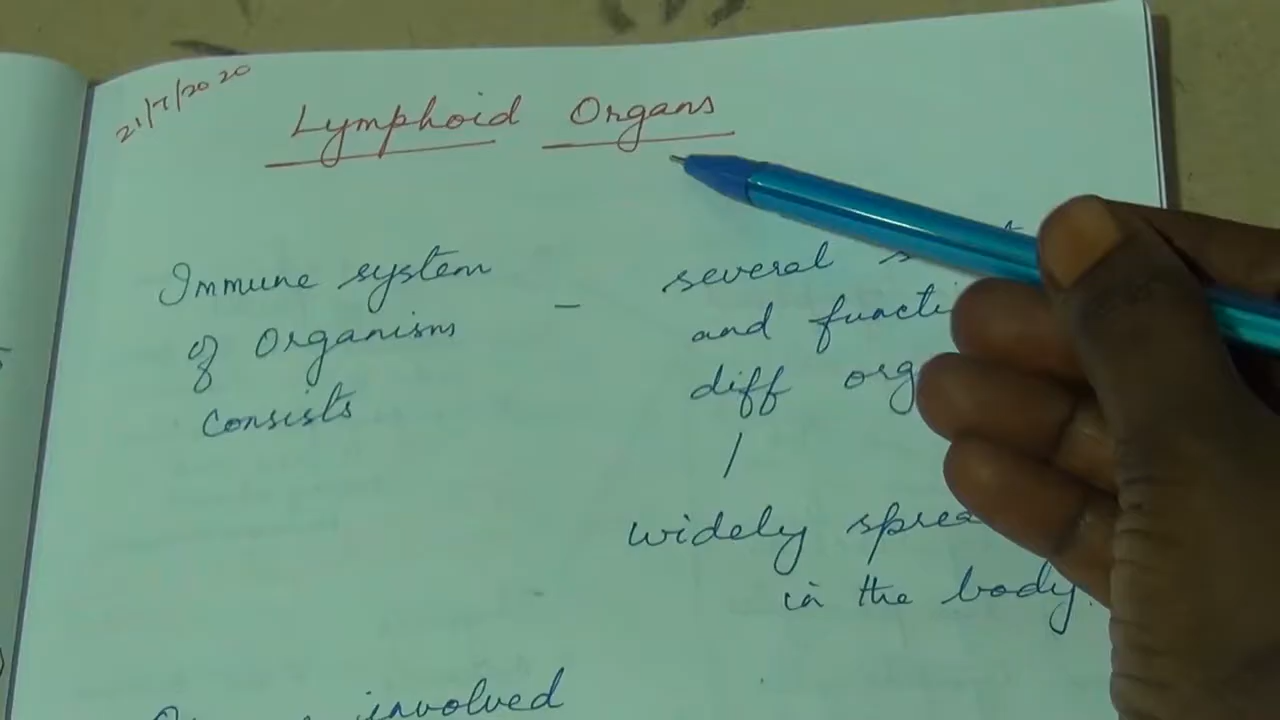 21/7/2020
Lymphoid Organs
Immune system - several
of Organisms and
consists diff
/
widely
in the body.
involved